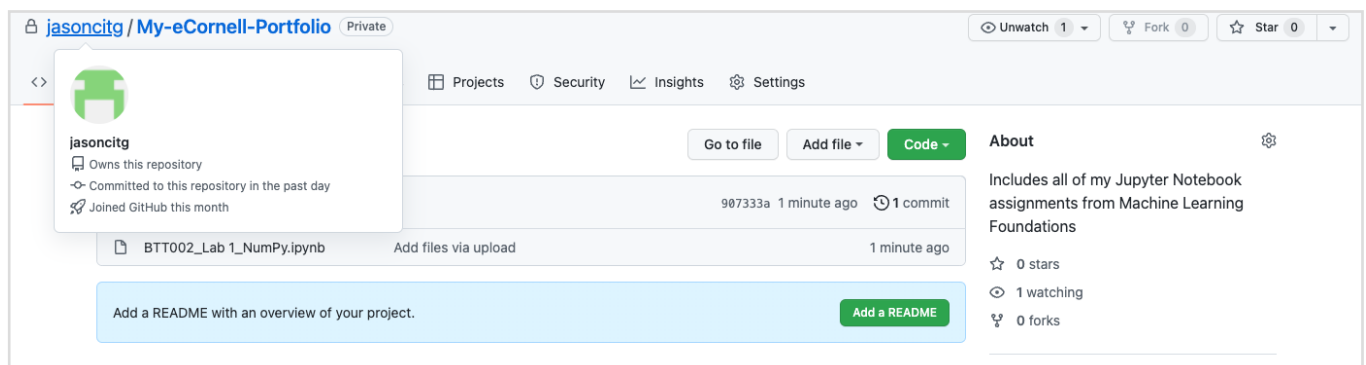 jasoncitg / My-eCornell-Portfolio Private
Unwatch 1 Fork 0 Star 0
<> Projects Security Insights Settings
jasoncitg
Owns this repository
Committed to this repository in the past day
Joined GitHub this month
Go to file Add file Code
907333a 1 minute ago 1 commit
BTT002_Lab 1_NumPy.ipynb Add files via upload 1 minute ago
Add a README with an overview of your project. Add a README
About
Includes all of my Jupyter Notebook
assignments from Machine Learning
Foundations
0 stars
1 watching
0 forks